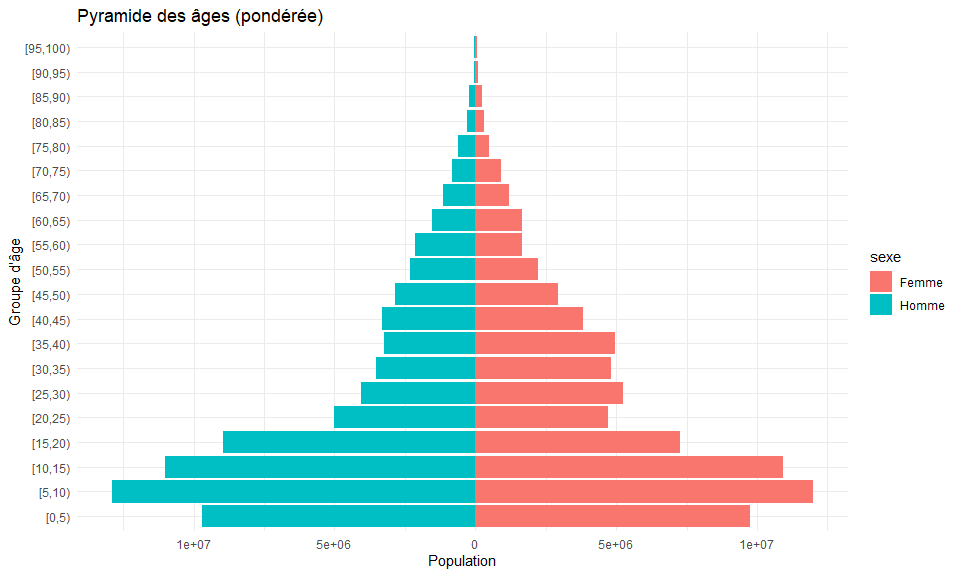 Pyramide des âges (pondérée)
[95,100)
[90,95)
[85,90)
[80,85)
[75,80)
[70,75)
[65,70)
[60,65)
[55,60)
[50,55)
[45,50)
[40,45)
[35,40)
[30,35)
[25,30)
[20,25)
[15,20)
[10,15)
[5,10)
[0,5)
Groupe d'âge
1e+07 5e+06 0 5e+06 1e+07
Population
sexe
Femme
Homme